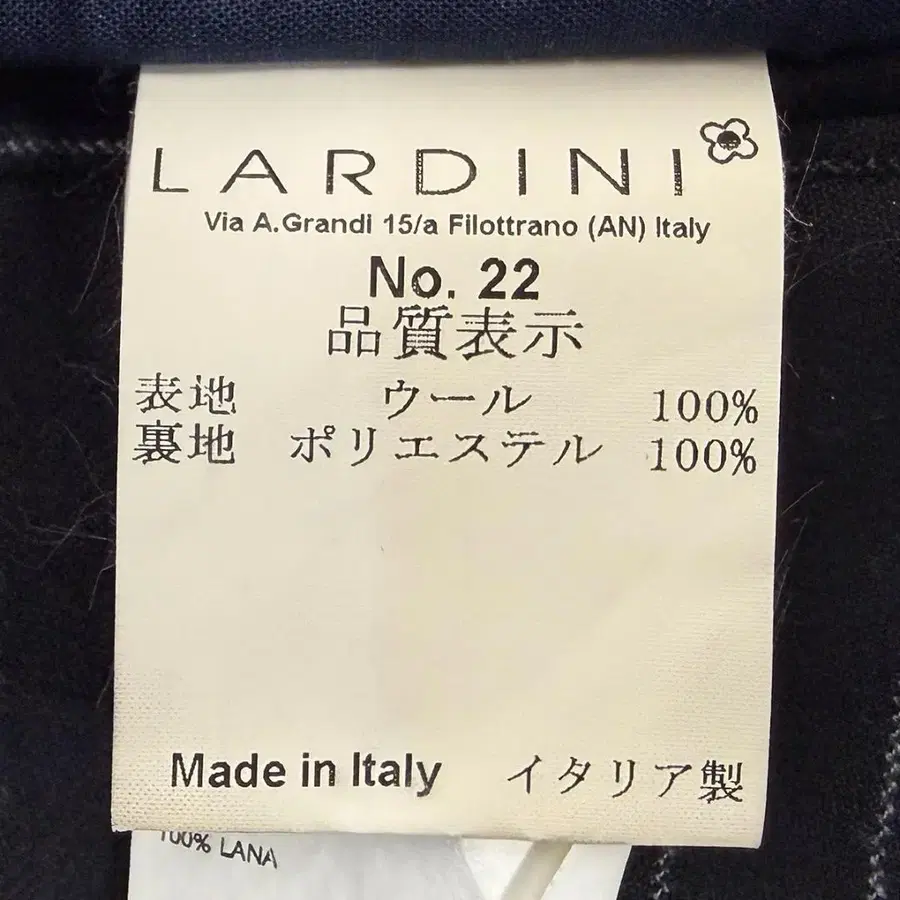 LARDINI
Via A.Grandi 15/a Filottrano (AN) Italy
No. 22
品質表示
表地 ウール 100%
裏地 ポリエステル 100%
Made in Italy イタリア製
100% LANA